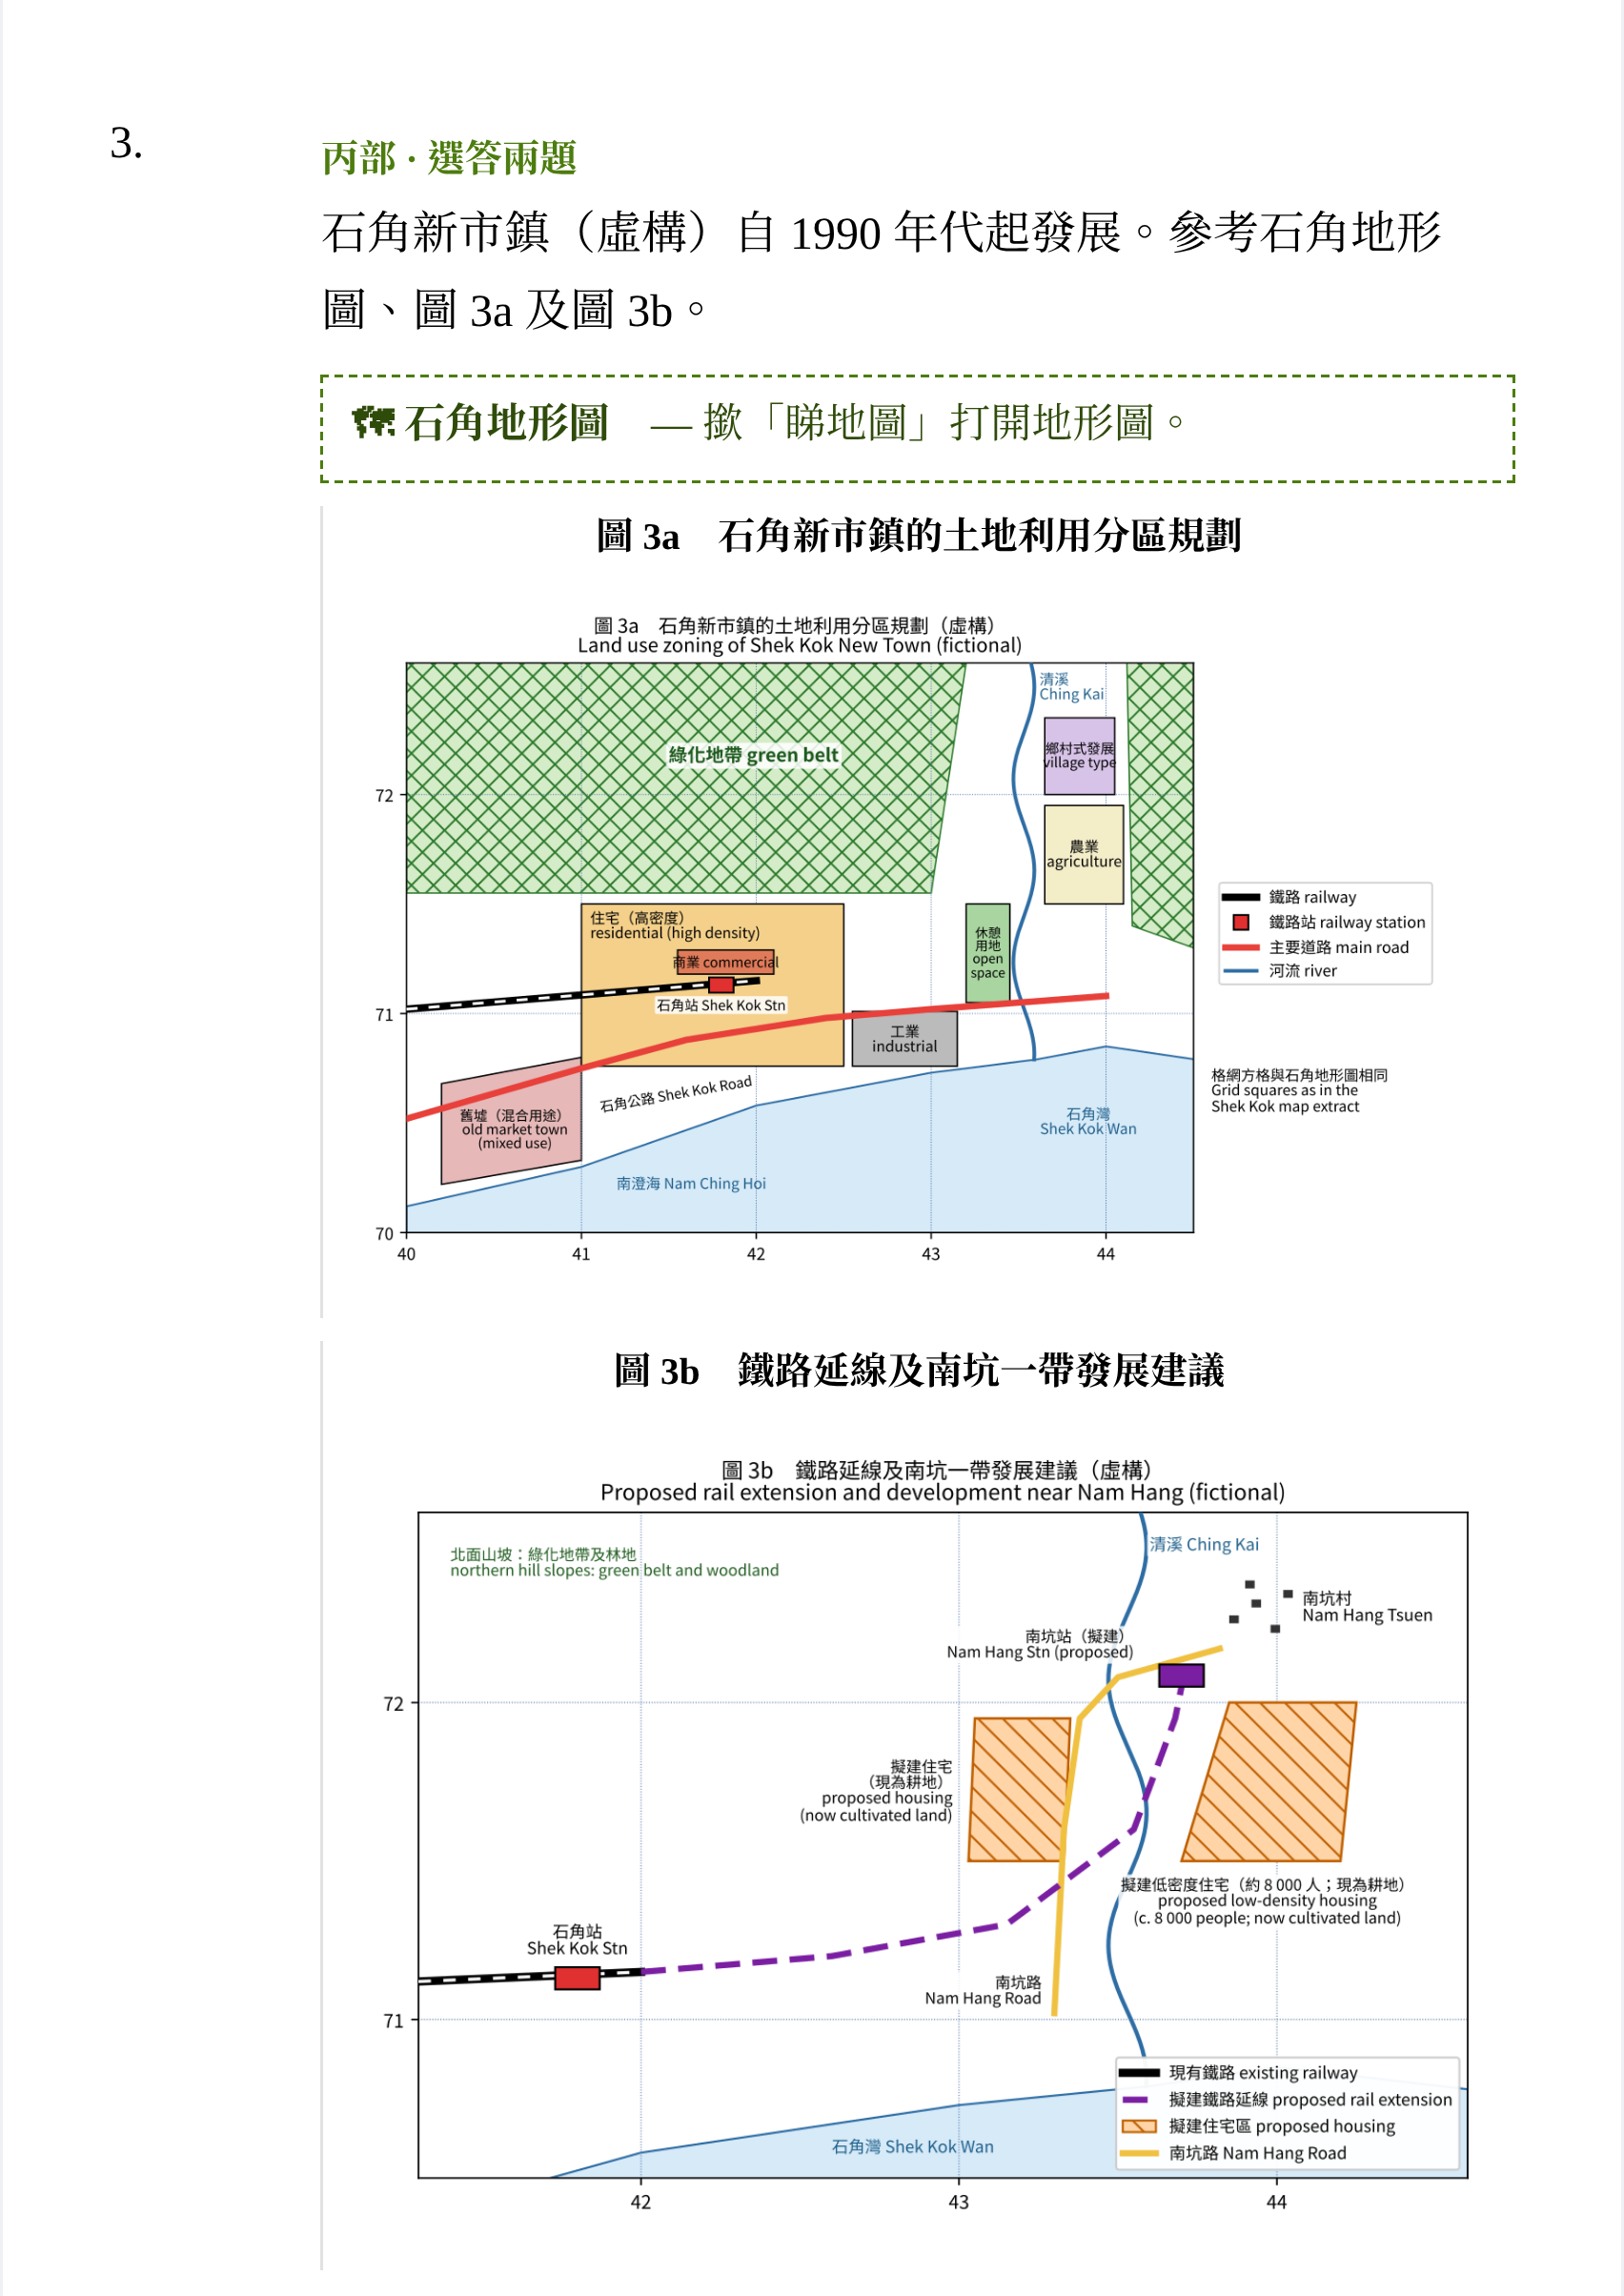 3.
丙部 · 選答兩題
石角新市鎮（虛構）自 1990 年代起發展。參考石角地形
圖、圖 3a 及圖 3b。
石角地形圖 — 撳「睇地圖」打開地形圖。
圖 3a 石角新市鎮的土地利用分區規劃
圖 3a 石角新市鎮的土地利用分區規劃（虛構）
Land use zoning of Shek Kok New Town (fictional)
清溪
Ching Kai
鄉村式發展
village type
綠化地帶 green belt
72
農業
agriculture
鐵路 railway
鐵路站 railway station
主要道路 main road
河流 river
住宅（高密度）
residential (high density)
商業 commercial
休憩
用地
open
space
石角站 Shek Kok Stn
71
工業
industrial
石角公路 Shek Kok Road
格網方格與石角地形圖相同
Grid squares as in the
Shek Kok map extract
舊墟（混合用途）
old market town
(mixed use)
石角灣
Shek Kok Wan
南澄海 Nam Ching Hoi
70
40
41
42
43
44
圖 3b 鐵路延線及南坑一帶發展建議
圖 3b 鐵路延線及南坑一帶發展建議（虛構）
Proposed rail extension and development near Nam Hang (fictional)
清溪 Ching Kai
北面山坡：綠化地帶及林地
northern hill slopes: green belt and woodland
南坑村
Nam Hang Tsuen
南坑站（擬建）
Nam Hang Stn (proposed)
72
擬建住宅
（現為耕地）
proposed housing
(now cultivated land)
擬建低密度住宅（約 8 000 人；現為耕地）
proposed low-density housing
(c. 8 000 people; now cultivated land)
石角站
Shek Kok Stn
南坑路
Nam Hang Road
71
現有鐵路 existing railway
擬建鐵路延線 proposed rail extension
擬建住宅區 proposed housing
南坑路 Nam Hang Road
石角灣 Shek Kok Wan
42
43
44